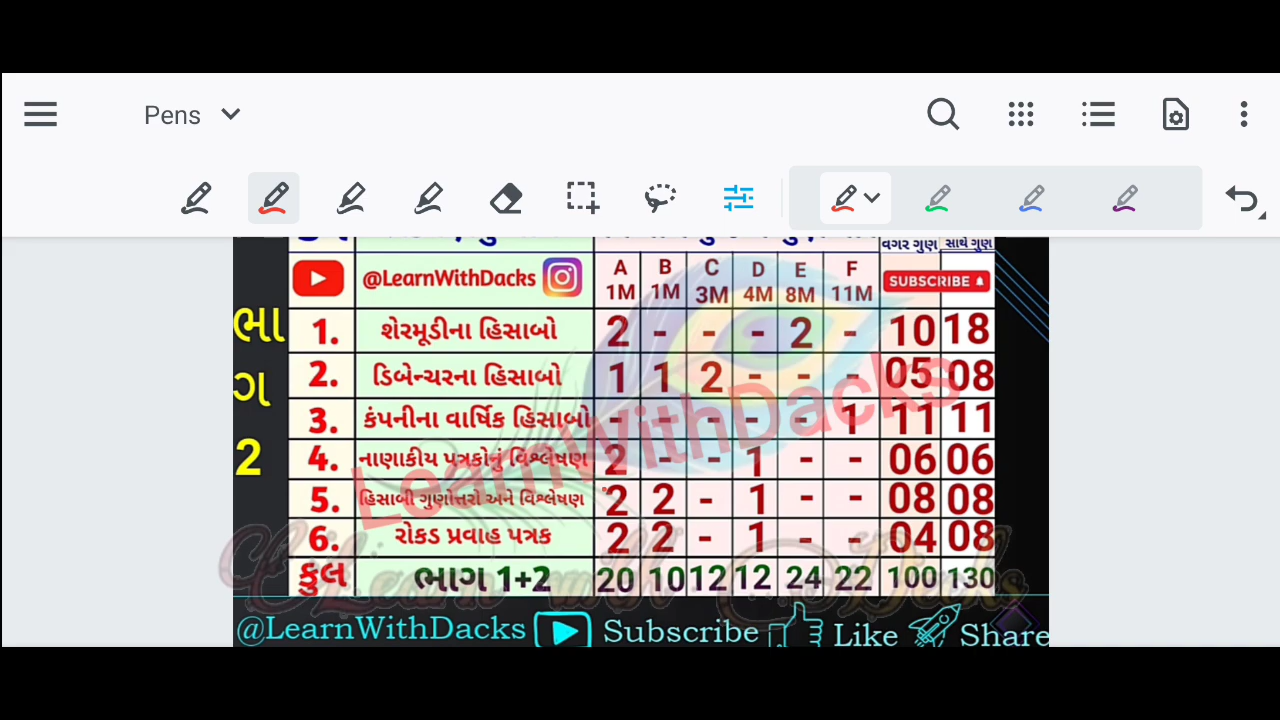 Pens
વગર ગુણ સાથે ગુણ
@LearnWithDacks A B C D E F SUBSCRIBE
1M 1M 3M 4M 8M 11M
ભાગ 2
1. શેરમૂડીના હિસાબો 2 - - - 2 - 10 18
2. ડિબેન્ચરના હિસાબો 1 1 2 - - - 05 08
3. કંપનીના વાર્ષિક હિસાબો - - - - - 1 11 11
4. નાણાકીય પત્રકોનું વિશ્લેષણ 2 - - 1 - - 06 06
5. હિસાબી ગુણોત્તરો અને વિશ્લેષણ 2 2 - 1 - - 08 08
6. રોકડ પ્રવાહ પત્રક 2 2 - 1 - - 04 08
કુલ ભાગ 1+2 20 10 12 12 24 22 100 130
LearnWithDacks
@LearnWithDacks Subscribe Like Share